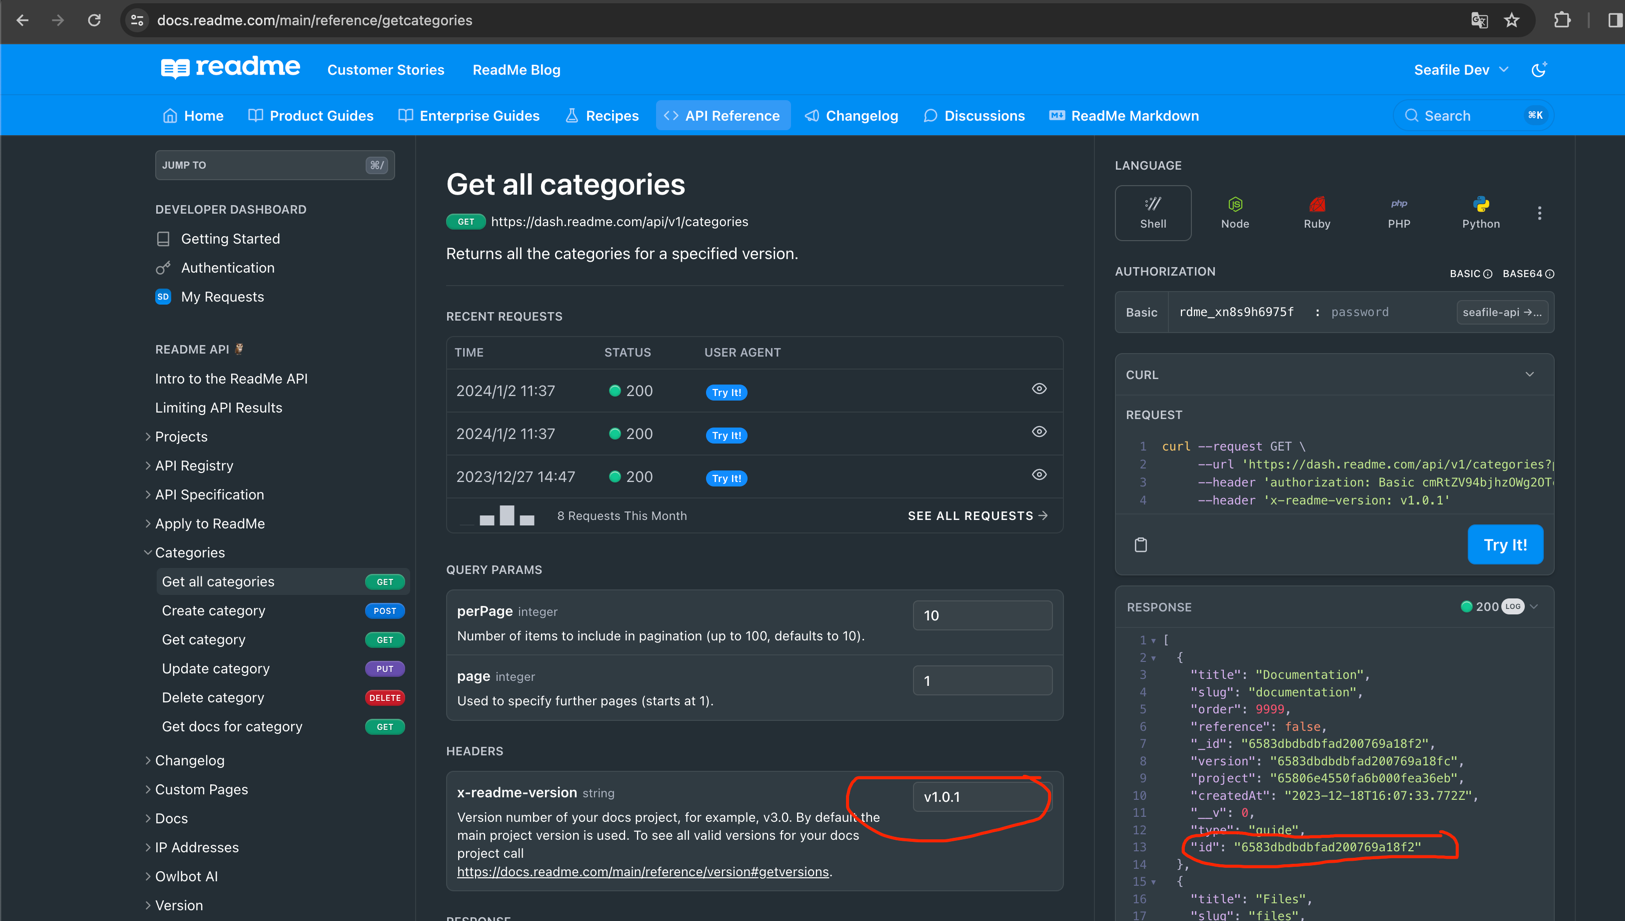 docs.readme.com/main/reference/getcategories
readme
Customer Stories
ReadMe Blog
Seafile Dev
Home
Product Guides
Enterprise Guides
Recipes
<> API Reference
Changelog
Discussions
ReadMe Markdown
Search
⌘K
JUMP TO
⌘/
DEVELOPER DASHBOARD
Getting Started
Authentication
SD My Requests
README API
Intro to the ReadMe API
Limiting API Results
Projects
API Registry
API Specification
Apply to ReadMe
Categories
Get all categories GET
Create category POST
Get category GET
Update category PUT
Delete category DELETE
Get docs for category GET
Changelog
Custom Pages
Docs
IP Addresses
Owlbot AI
Version
Get all categories
GET https://dash.readme.com/api/v1/categories
Returns all the categories for a specified version.
RECENT REQUESTS
TIME STATUS USER AGENT
2024/1/2 11:37 200 Try It!
2024/1/2 11:37 200 Try It!
2023/12/27 14:47 200 Try It!
8 Requests This Month SEE ALL REQUESTS →
QUERY PARAMS
perPage integer 10
Number of items to include in pagination (up to 100, defaults to 10).
page integer 1
Used to specify further pages (starts at 1).
HEADERS
x-readme-version string v1.0.1
Version number of your docs project, for example, v3.0. By default the
main project version is used. To see all valid versions for your docs
project call
https://docs.readme.com/main/reference/version#getversions.
RESPONSE
LANGUAGE
Shell
Node
php
Ruby
PHP
Python
AUTHORIZATION BASIC BASE64
Basic rdme_xn8s9h6975f : password seafile-api →...
CURL
REQUEST
1 curl --request GET \
2 --url 'https://dash.readme.com/api/v1/categories?
3 --header 'authorization: Basic cmRtZV94bjhzOWg2OT
4 --header 'x-readme-version: v1.0.1'
Try It!
RESPONSE 200 LOG
1 [
2 {
3 "title": "Documentation",
4 "slug": "documentation",
5 "order": 9999,
6 "reference": false,
7 "_id": "6583dbdbdbfad200769a18f2",
8 "version": "6583dbdbdbfad200769a18fc",
9 "project": "65806e4550fa6b000fea36eb",
10 "createdAt": "2023-12-18T16:07:33.772Z",
11 "__v": 0,
12 "type": "guide",
13 "id": "6583dbdbdbfad200769a18f2"
14 },
15 {
16 "title": "Files",
17 "slug": "files",